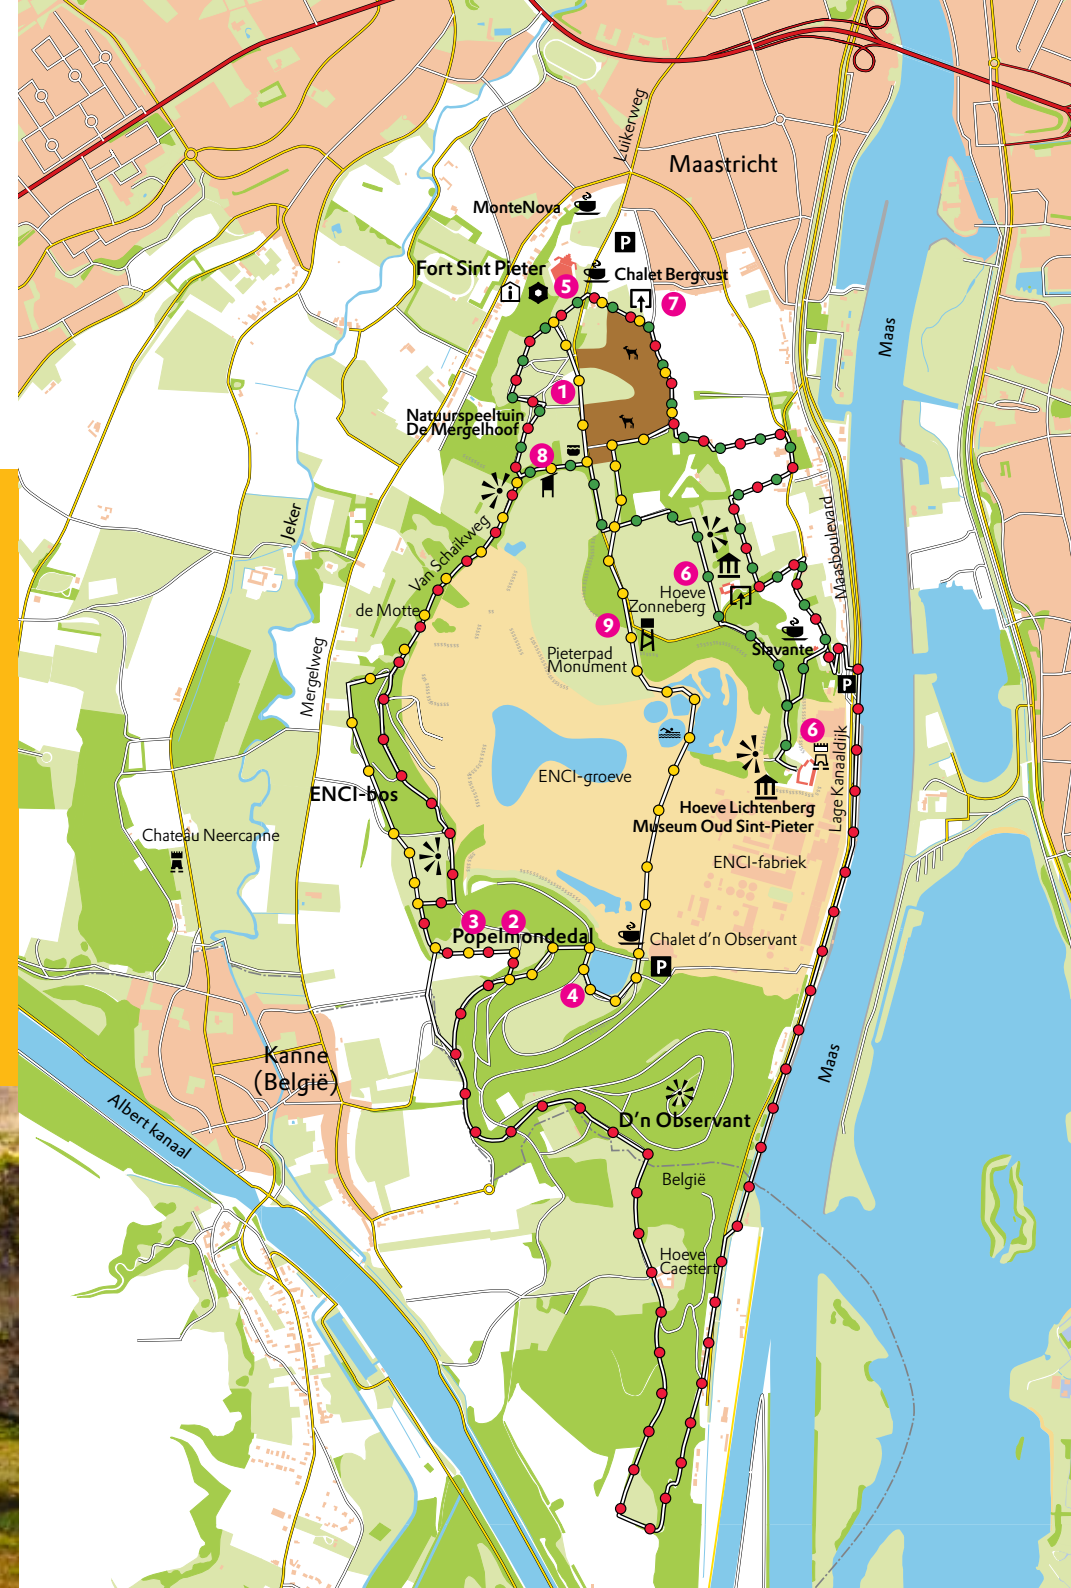 Luikerweg
Maastricht
MonteNova
P
Fort Sint Pieter
Chalet Bergrust
i
5
7
Maas
1
Natuurspeeltuin
De Mergelhoof
8
Jeker
Van Schaikweg
Maasboulevard
6
Hoeve
Zonneberg
de Motte
9
Slavante
Pieterpad
Monument
Mergelweg
P
6
ENCI-groeve
ENCI-bos
Lage Kanaaldijk
Hoeve Lichtenberg
Museum Oud Sint-Pieter
Chateau Neercanne
ENCI-fabriek
3
2
Popelmondedal
Chalet d'n Observant
P
4
Kanne
(België)
Maas
Albert kanaal
D'n Observant
België
Hoeve
Caestert